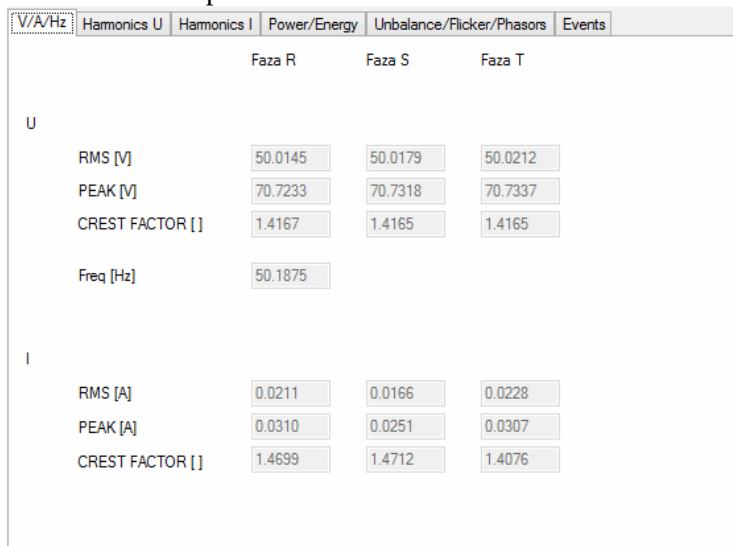 V/A/Hz Harmonics U Harmonics I Power/Energy Unbalance/Flicker/Phasors Events
Faza R Faza S Faza T
U
RMS [V] 50.0145 50.0179 50.0212
PEAK [V] 70.7233 70.7318 70.7337
CREST FACTOR [ ] 1.4167 1.4165 1.4165
Freq [Hz] 50.1875
I
RMS [A] 0.0211 0.0166 0.0228
PEAK [A] 0.0310 0.0251 0.0307
CREST FACTOR [ ] 1.4699 1.4712 1.4076